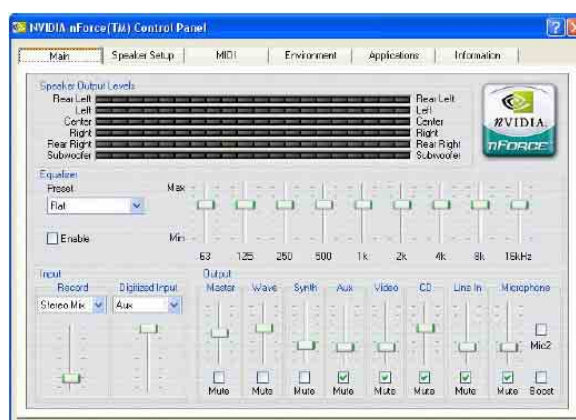 NVIDIA nForce(TM) Control Panel
Main Speaker Setup MIDI Environment Applications Information
Speaker Output Levels
Rear Left Rear Left
Left Left
Center Center
Right Right
Rear Right Rear Right
Subwoofer Subwoofer
NVIDIA
nFORCE
Equalizer
Preset Max
Flat
Enable Min
63 125 250 500 1k 2k 4k 8k 16kHz
Input Output
Record Digitized Input Master Wave Synth Aux Video CD Line In Microphone
Stereo Mix Aux
Mic2
Mute Mute Mute Mute Mute Mute Mute Mute Boost